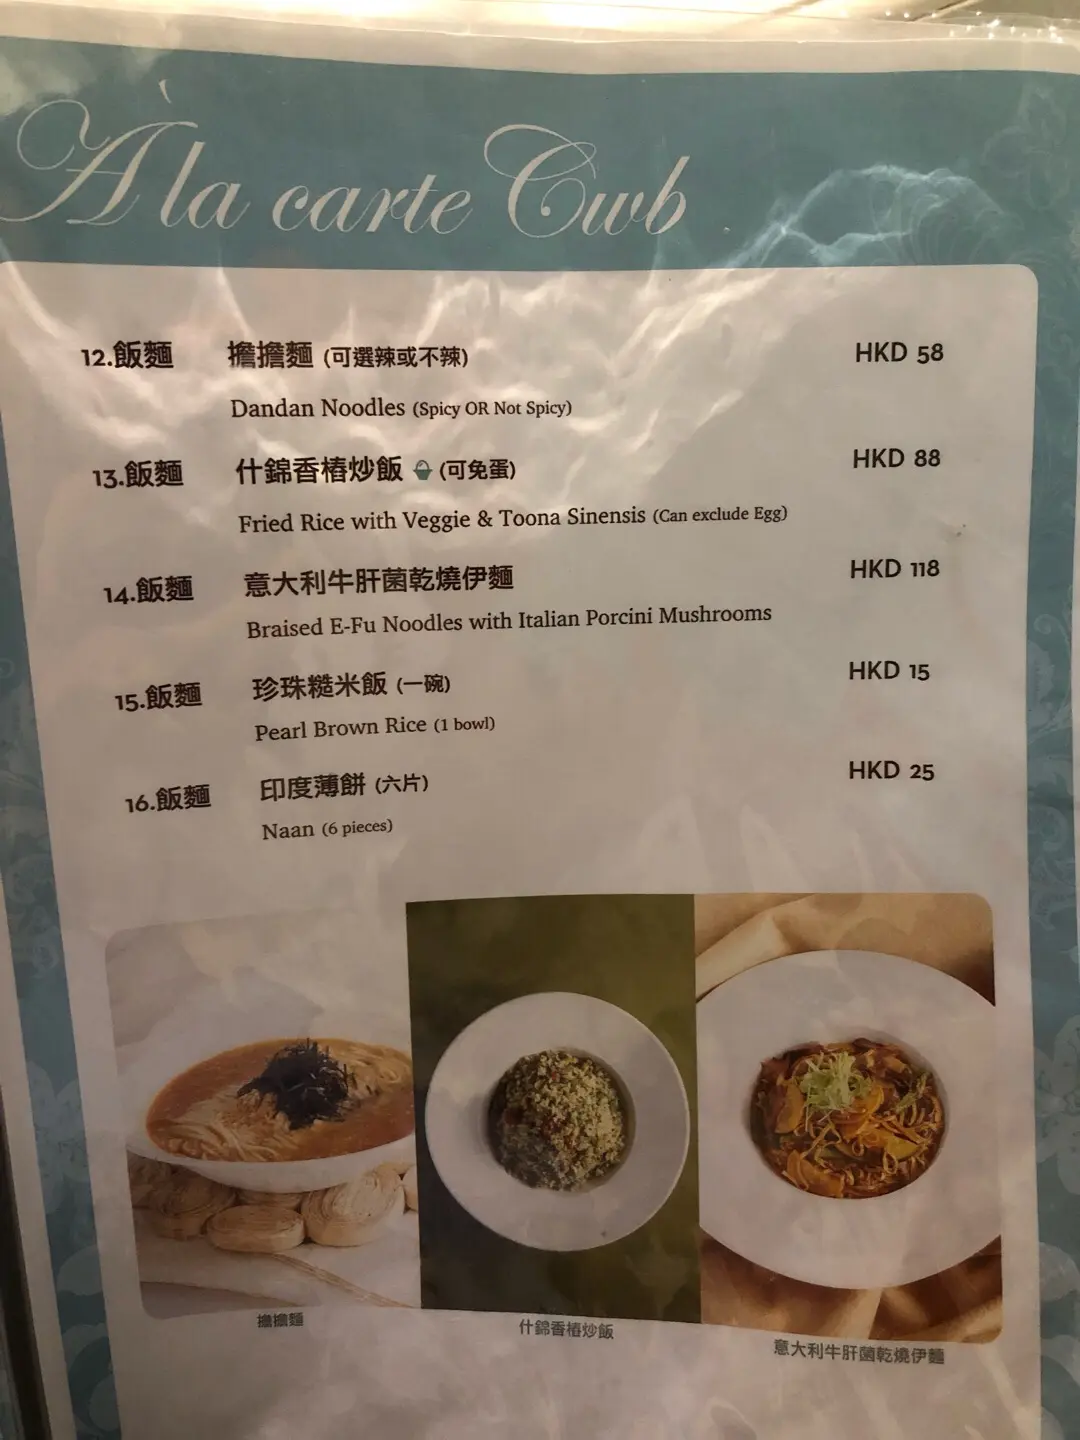 À la carte Cwb
12.飯麵 擔擔麵 (可選辣或不辣) HKD 58
Dandan Noodles (Spicy OR Not Spicy)
13.飯麵 什錦香椿炒飯 (可免蛋) HKD 88
Fried Rice with Veggie & Toona Sinensis (Can exclude Egg)
14.飯麵 意大利牛肝菌乾燒伊麵 HKD 118
Braised E-Fu Noodles with Italian Porcini Mushrooms
15.飯麵 珍珠糙米飯 (一碗) HKD 15
Pearl Brown Rice (1 bowl)
16.飯麵 印度薄餅 (六片) HKD 25
Naan (6 pieces)
擔擔麵
什錦香椿炒飯
意大利牛肝菌乾燒伊麵